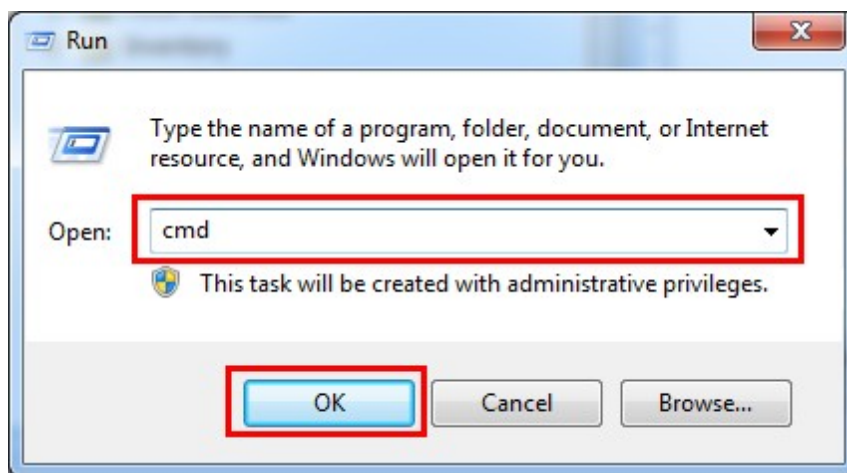 Run
Type the name of a program, folder, document, or Internet
resource, and Windows will open it for you.
Open: cmd
This task will be created with administrative privileges.
OK Cancel Browse...